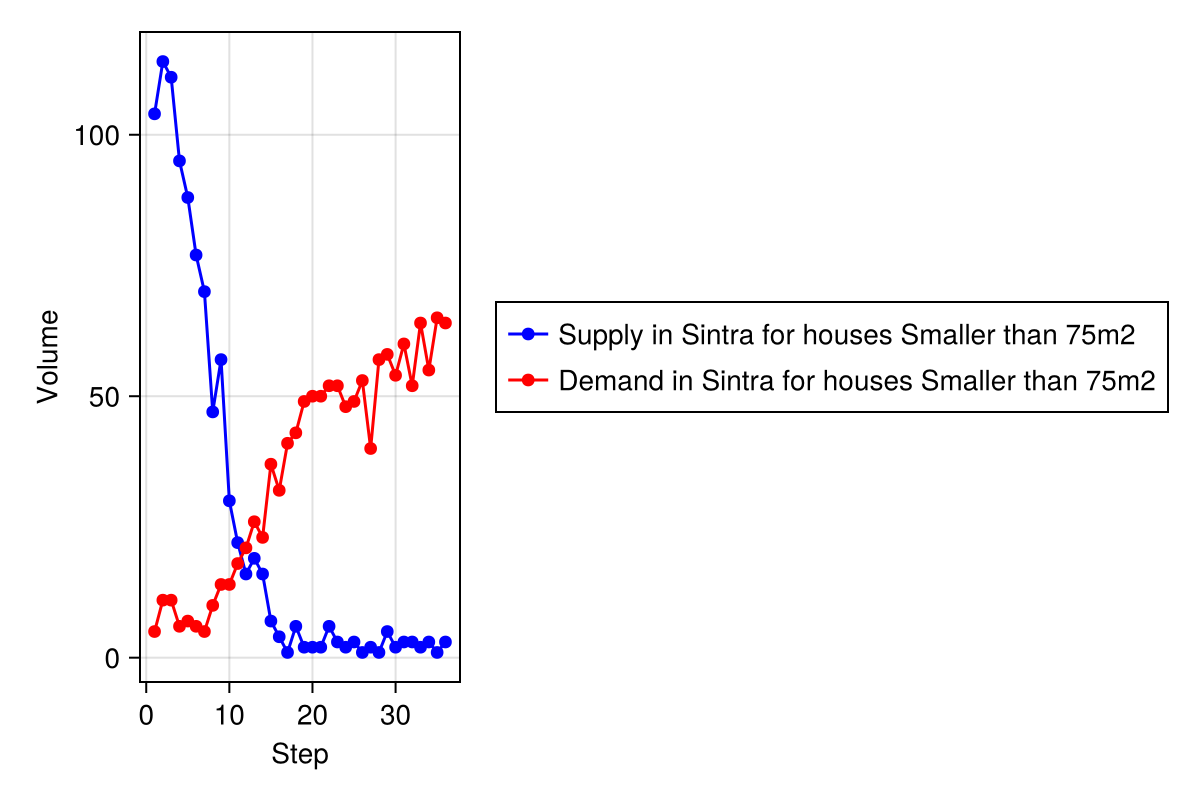 100
50
0
Volume
0 10 20 30
Step
Supply in Sintra for houses Smaller than 75m2
Demand in Sintra for houses Smaller than 75m2